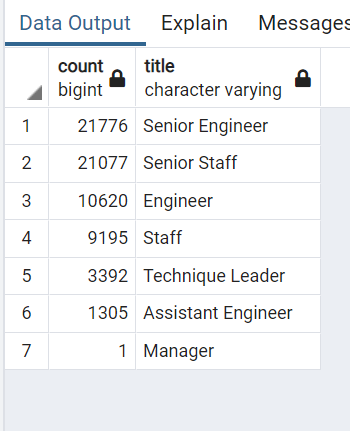 Data Output Explain Messages
count title
bigint character varying
1 21776 Senior Engineer
2 21077 Senior Staff
3 10620 Engineer
4 9195 Staff
5 3392 Technique Leader
6 1305 Assistant Engineer
7 1 Manager